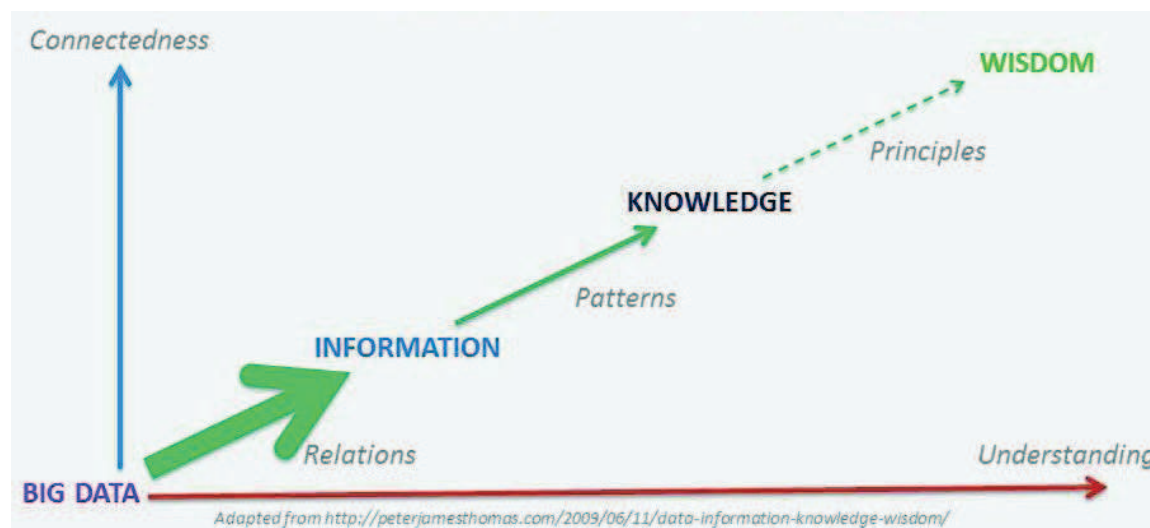 Connectedness
WISDOM
Principles
KNOWLEDGE
Patterns
INFORMATION
Relations
Understanding
BIG DATA
Adapted from http://peterjamesthomas.com/2009/06/11/data-information-knowledge-wisdom/